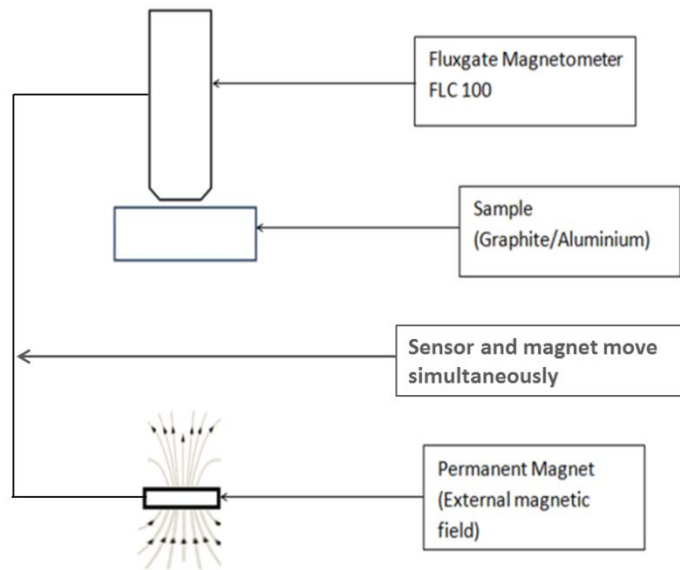 Fluxgate Magnetometer
FLC 100
Sample
(Graphite/Aluminium)
Sensor and magnet move
simultaneously
Permanent Magnet
(External magnetic
field)